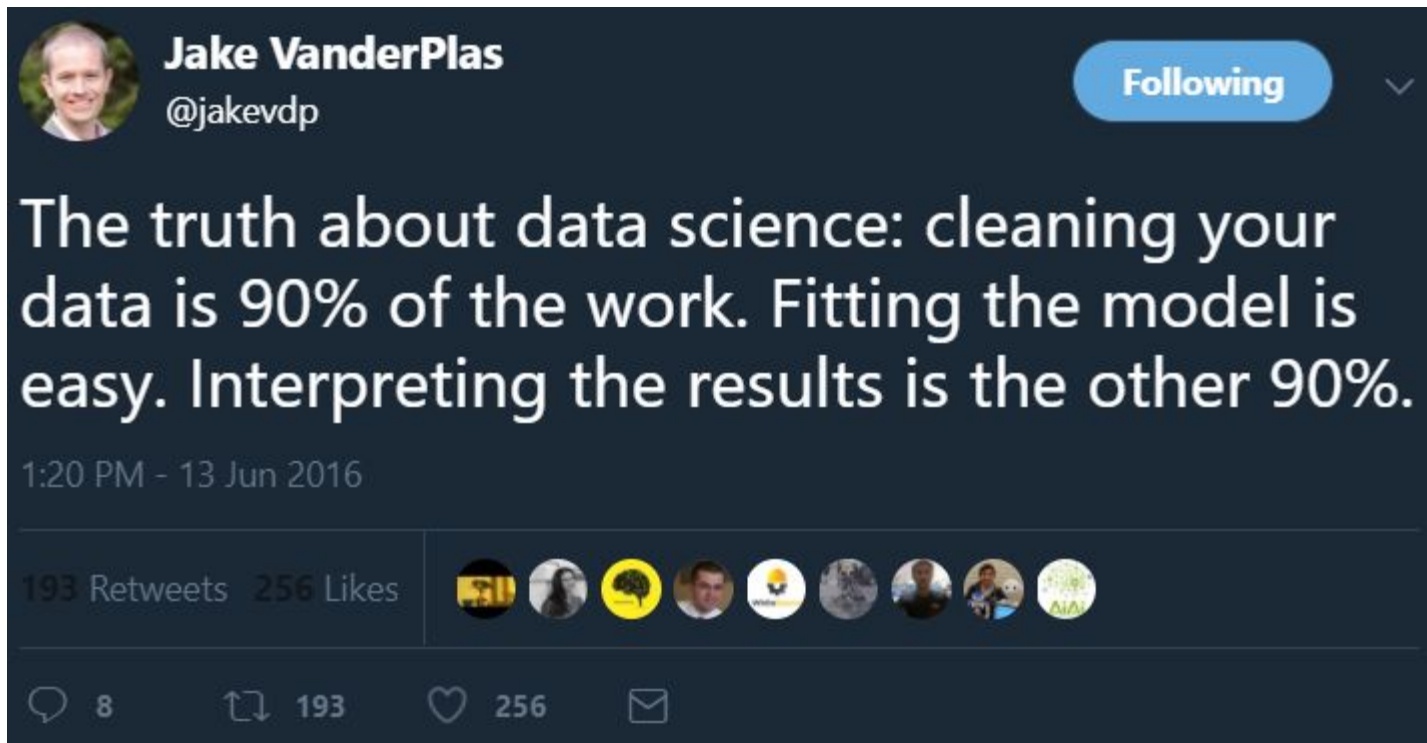 Jake VanderPlas
@jakevdp
Following
The truth about data science: cleaning your
data is 90% of the work. Fitting the model is
easy. Interpreting the results is the other 90%.
1:20 PM - 13 Jun 2016
193 Retweets 256 Likes
AiAi
8 193 256